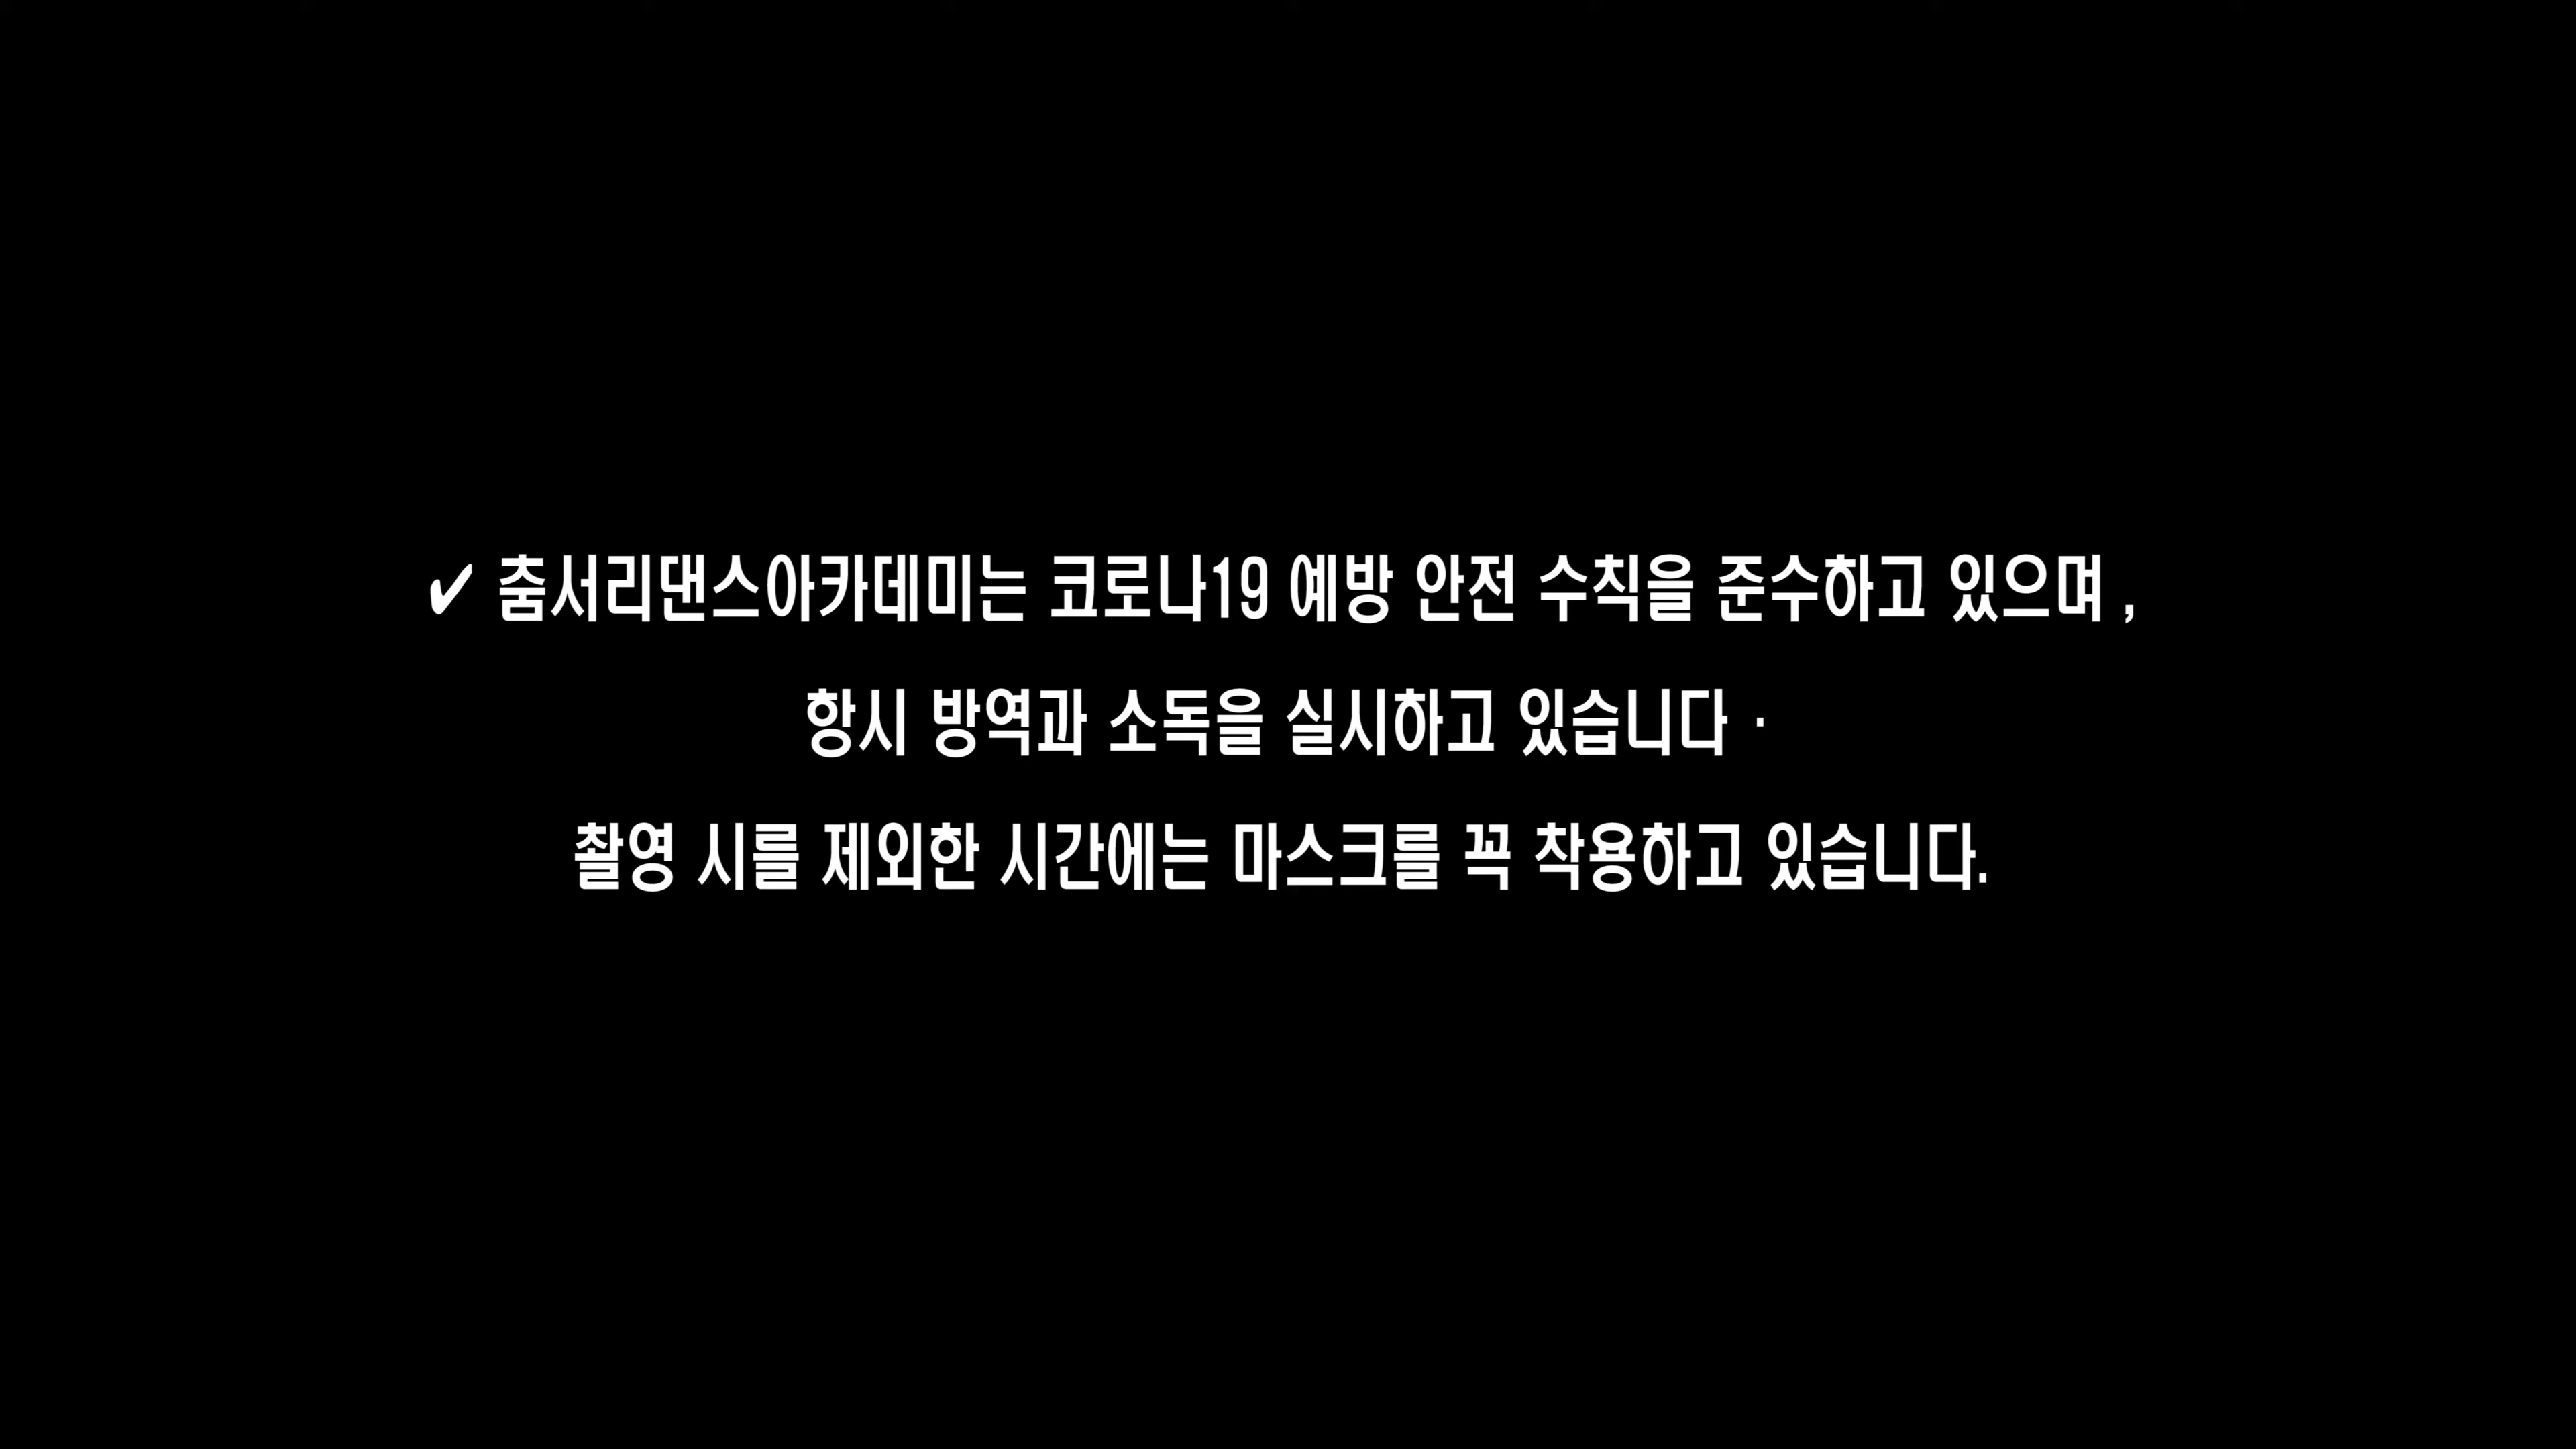 ✔ 춤서리댄스아카데미는 코로나19 예방 안전 수칙을 준수하고 있으며 ,
항시 방역과 소독을 실시하고 있습니다 ·
촬영 시를 제외한 시간에는 마스크를 꼭 착용하고 있습니다.